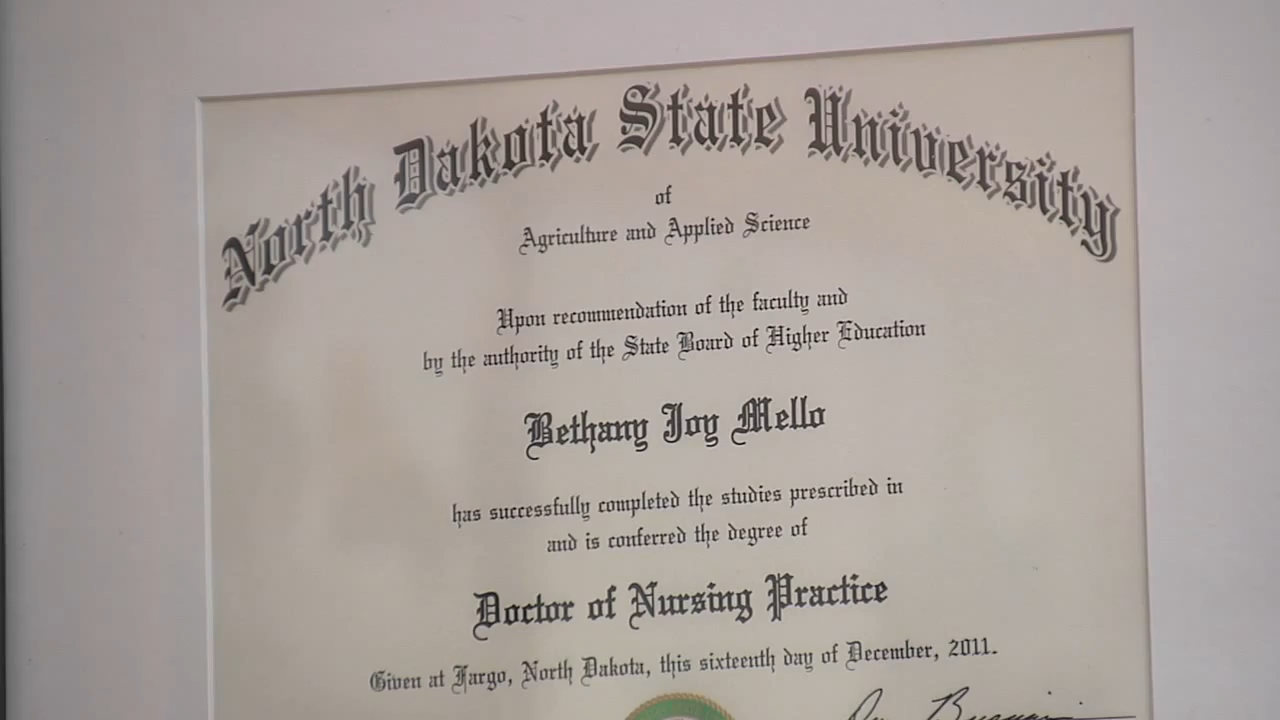 North Dakota State University
of
Agriculture and Applied Science
Upon recommendation of the faculty and
by the authority of the State Board of Higher Education
Bethany Joy Mello
has successfully completed the studies prescribed in
and is conferred the degree of
Doctor of Nursing Practice
Given at Fargo, North Dakota, this sixteenth day of December, 2011.